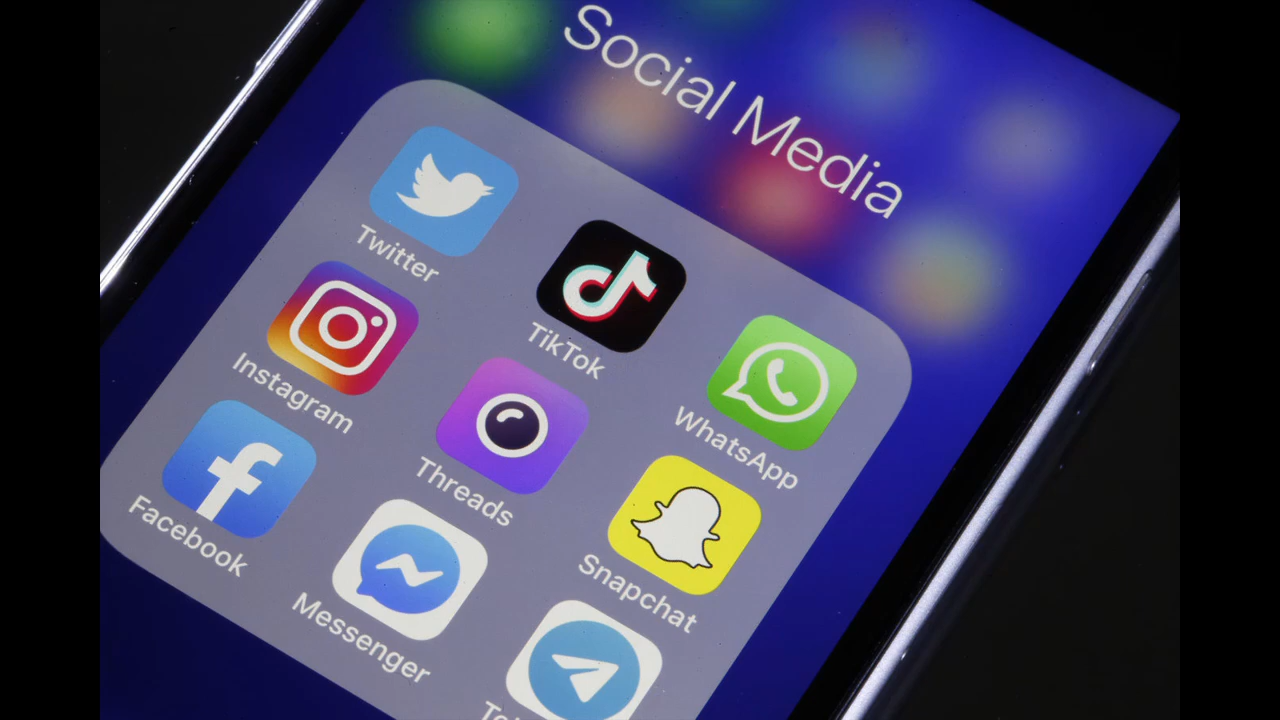 Social Media
Twitter
TikTok
WhatsApp
Instagram
Threads
Snapchat
Facebook
Messenger